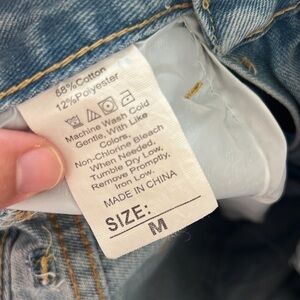 88%Cotton
12%Polyester
Machine Wash Cold
Gentle, With Like
Colors,
Non-Chlorine Bleach
When Needed,
Tumble Dry Low,
Remove Promptly,
Iron Low,
MADE IN CHINA
SIZE:
M